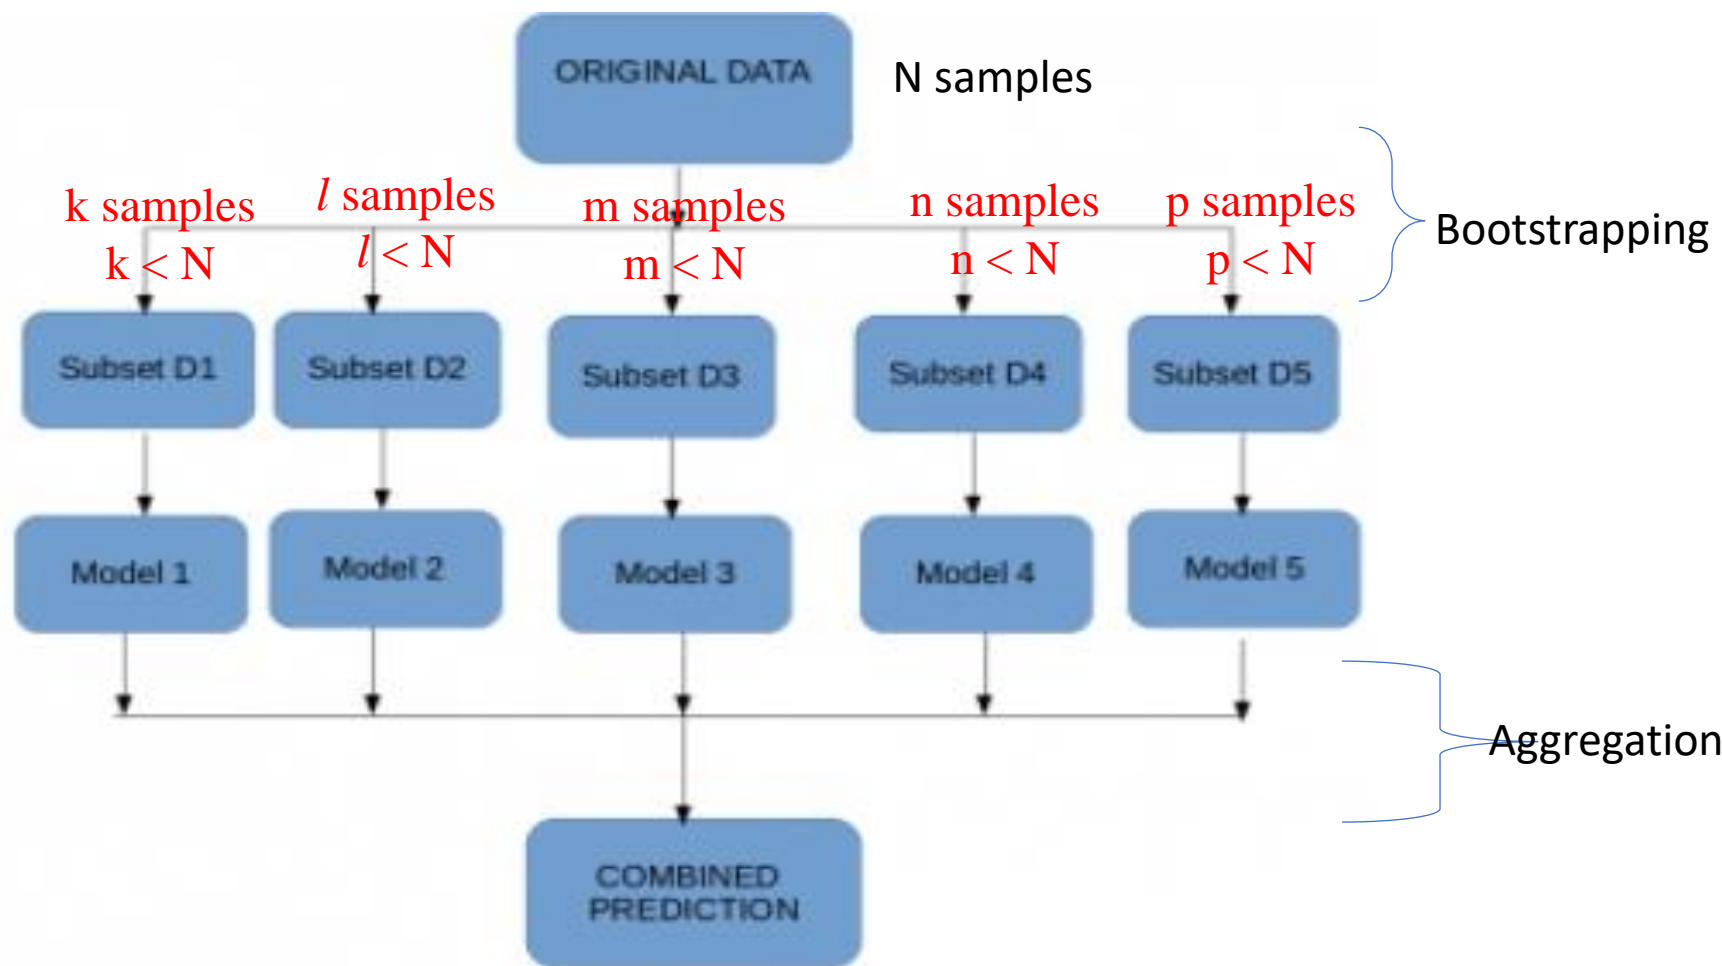 ORIGINAL DATA
N samples
k samples
k < N
l samples
l < N
m samples
m < N
n samples
n < N
p samples
p < N
Bootstrapping
Subset D1
Subset D2
Subset D3
Subset D4
Subset D5
Model 1
Model 2
Model 3
Model 4
Model 5
Aggregation
COMBINED
PREDICTION